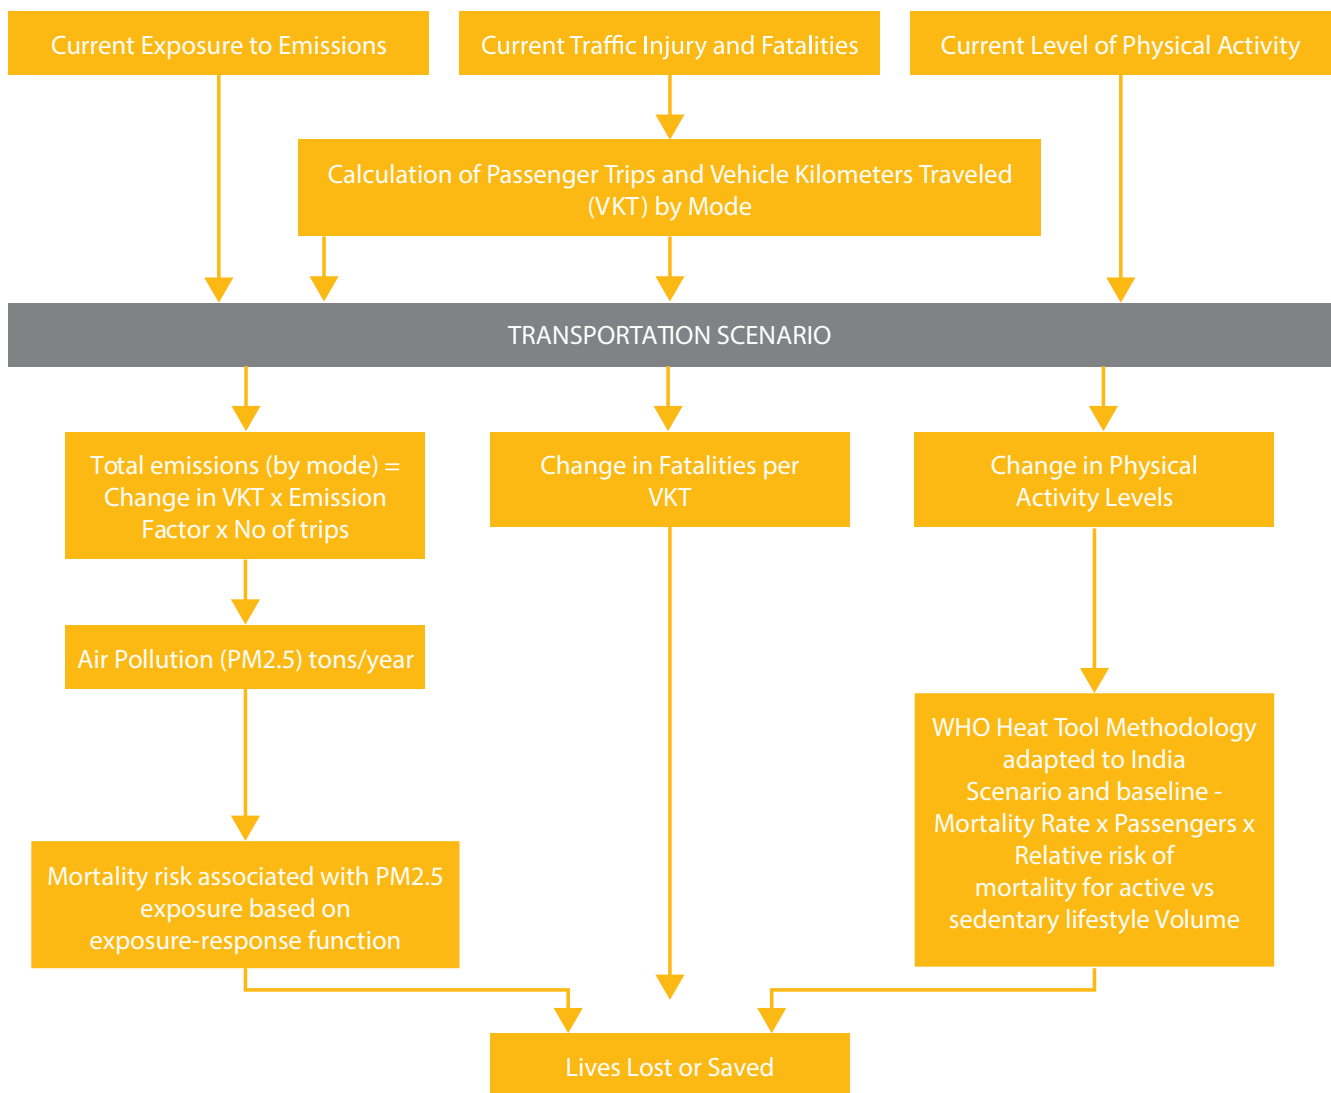 Current Exposure to Emissions
Current Traffic Injury and Fatalities
Current Level of Physical Activity
Calculation of Passenger Trips and Vehicle Kilometers Traveled
(VKT) by Mode
TRANSPORTATION SCENARIO
Total emissions (by mode) =
Change in VKT x Emission
Factor x No of trips
Change in Fatalities per
VKT
Change in Physical
Activity Levels
Air Pollution (PM2.5) tons/year
WHO Heat Tool Methodology
adapted to India
Scenario and baseline -
Mortality Rate x Passengers x
Relative risk of
mortality for active vs
sedentary lifestyle Volume
Mortality risk associated with PM2.5
exposure based on
exposure-response function
Lives Lost or Saved